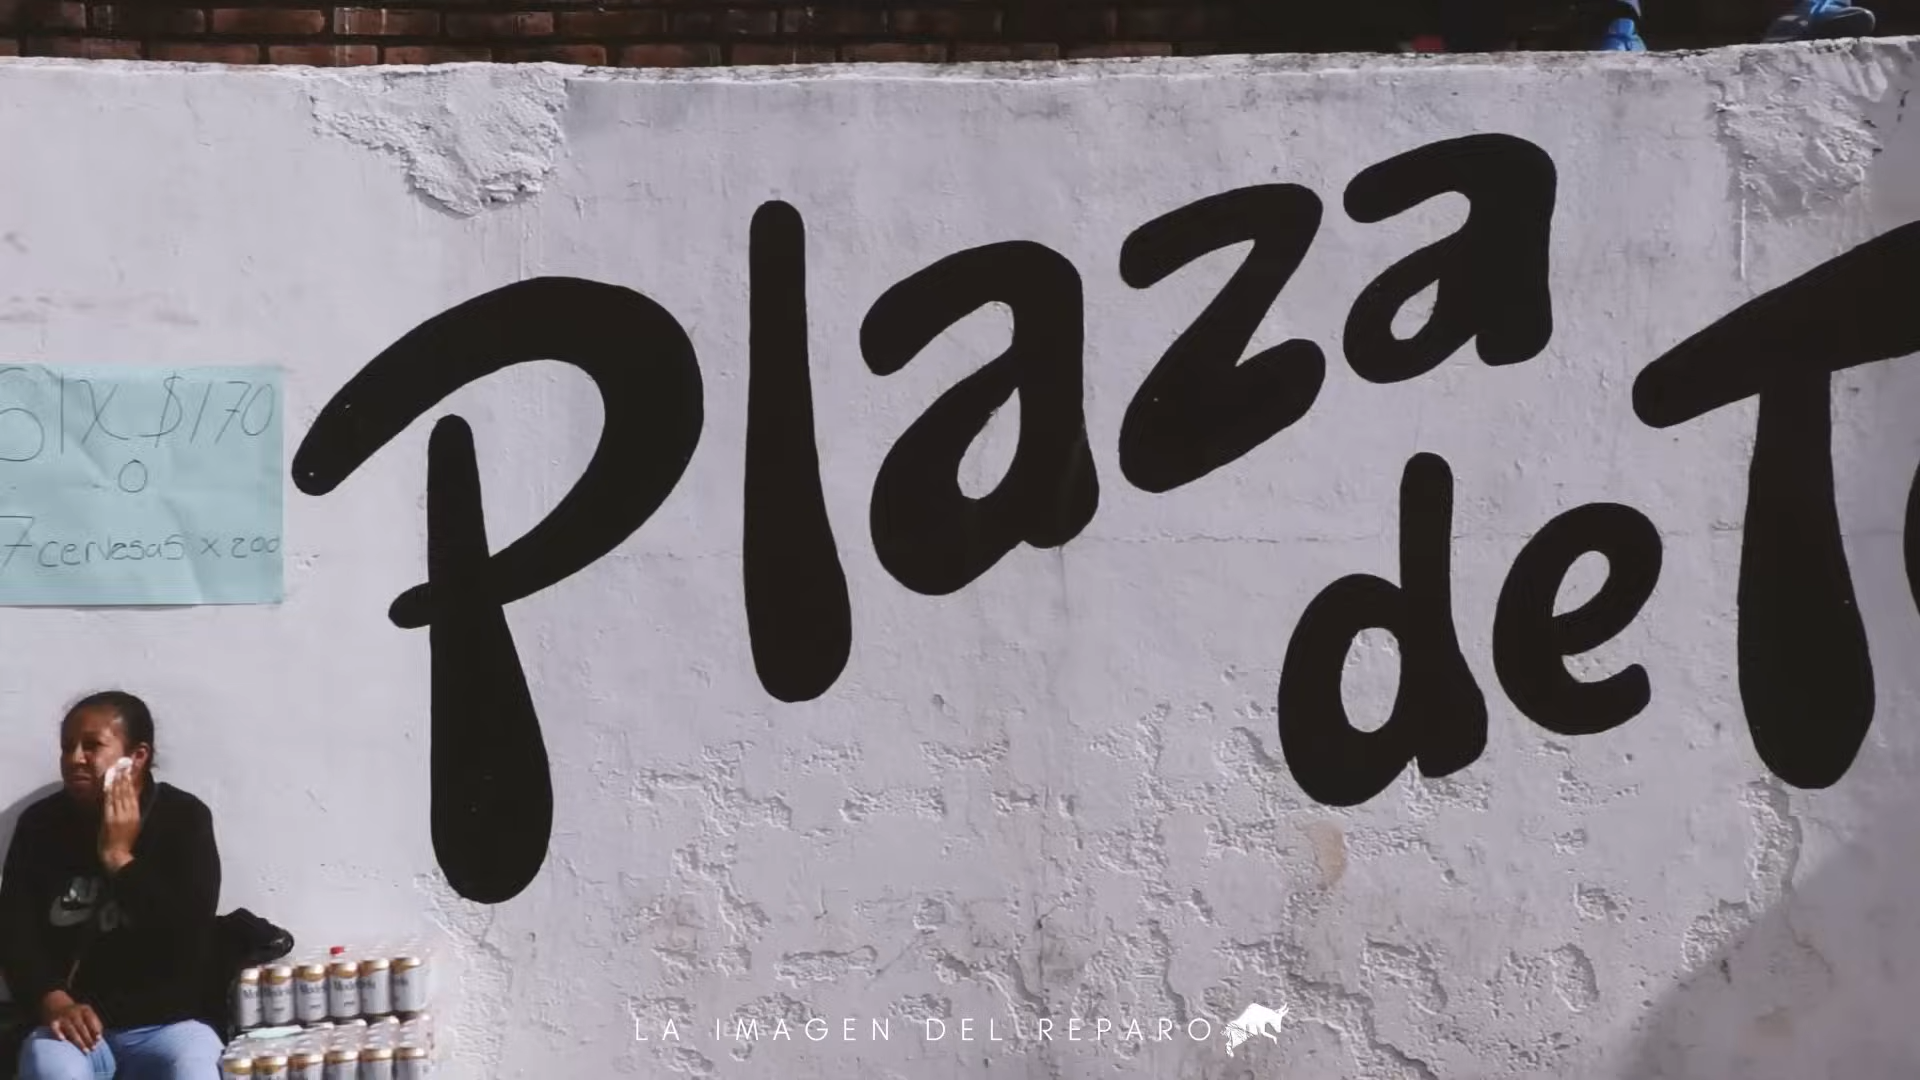 Plaza
de
SIX $170
O
7 cervesas x 200
LA IMAGEN DEL REPARO